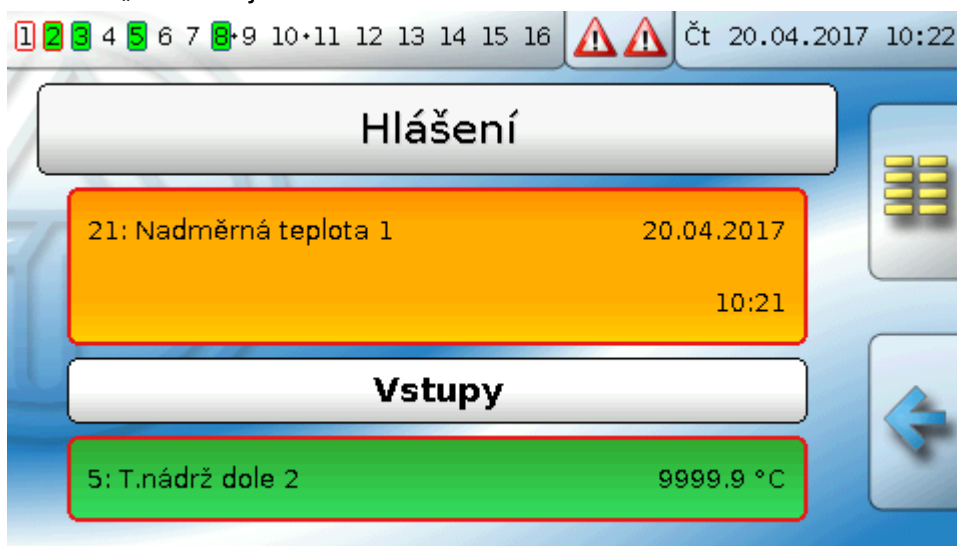 1 2 3 4 5 6 7 8·9 10·11 12 13 14 15 16 Čt 20.04.2017 10:22
Hlášení
21: Nadměrná teplota 1 20.04.2017
10:21
Vstupy
5: T.nádrž dole 2 9999.9 °C